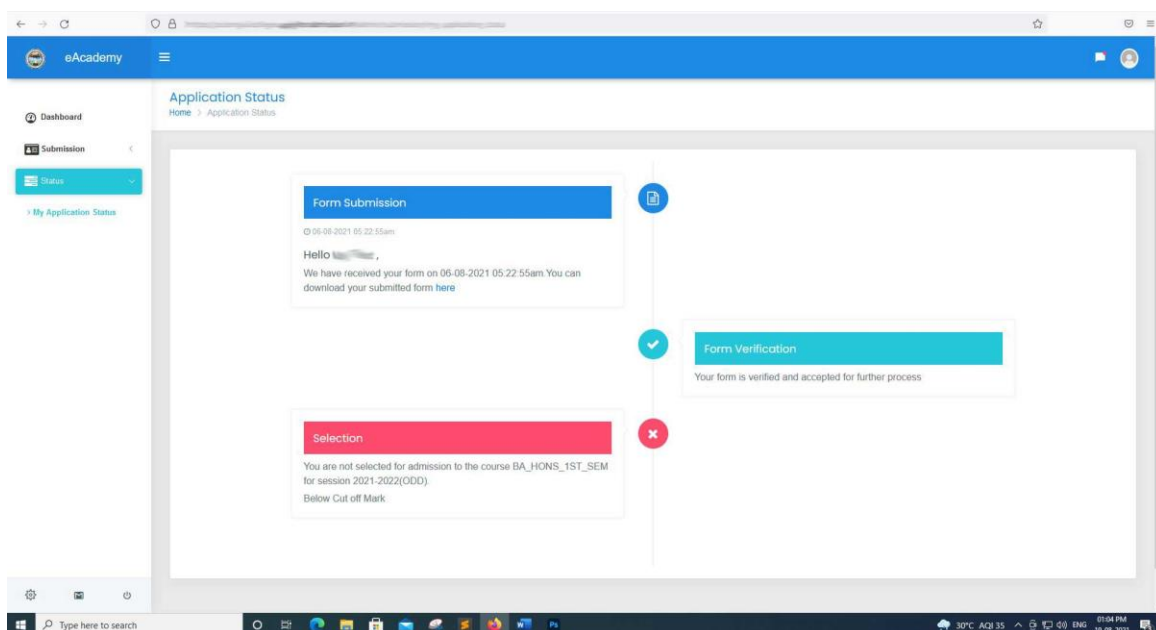 eAcademy
Application Status
Home > Application Status
Dashboard
Submission
Status
> My Application Status
Form Submission
06-08-2021 05:22:55am
Hello ,
We have received your form on 06-08-2021 05:22:55am.You can
download your submitted form here
Form Verification
Your form is verified and accepted for further process
Selection
You are not selected for admission to the course BA_HONS_1ST_SEM
for session 2021-2022(ODD).
Below Cut off Mark
Type here to search
30°C AQI 35
ENG
01:04 PM